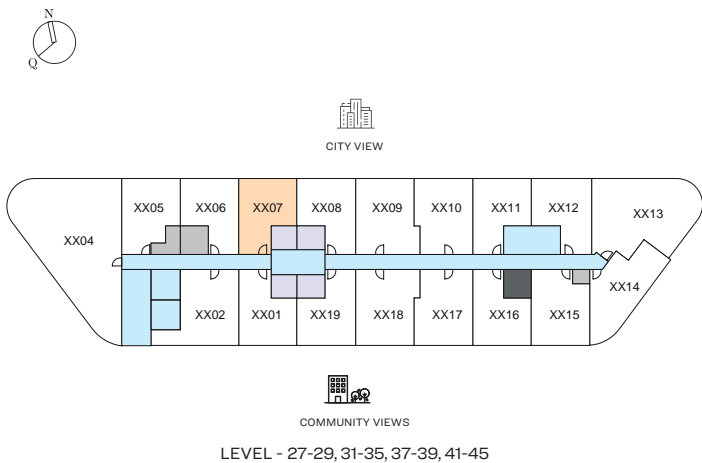 N
Q
CITY VIEW
XX05 XX06 XX07 XX08 XX09 XX10 XX11 XX12 XX13
XX04
XX14
XX02 XX01 XX19 XX18 XX17 XX16 XX15
COMMUNITY VIEWS
LEVEL - 27-29, 31-35, 37-39, 41-45